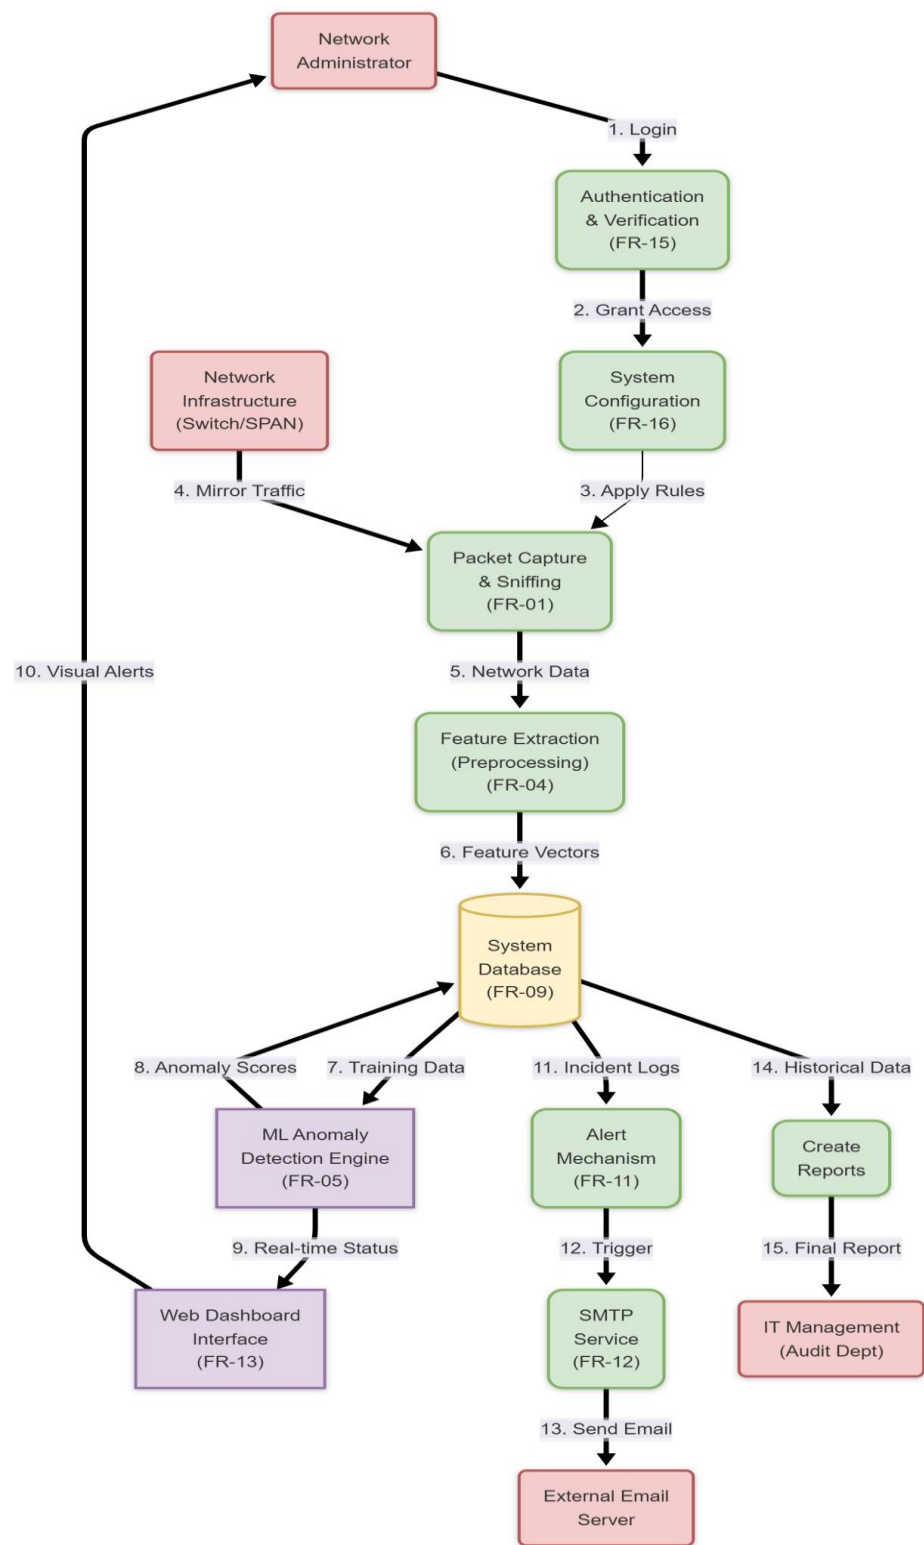 Network
Administrator
1. Login
Authentication
& Verification
(FR-15)
2. Grant Access
Network
Infrastructure
(Switch/SPAN)
System
Configuration
(FR-16)
4. Mirror Traffic
3. Apply Rules
Packet Capture
& Sniffing
(FR-01)
10. Visual Alerts
5. Network Data
Feature Extraction
(Preprocessing)
(FR-04)
6. Feature Vectors
System
Database
(FR-09)
8. Anomaly Scores
7. Training Data
11. Incident Logs
14. Historical Data
ML Anomaly
Detection Engine
(FR-05)
Alert
Mechanism
(FR-11)
Create
Reports
9. Real-time Status
12. Trigger
15. Final Report
Web Dashboard
Interface
(FR-13)
SMTP
Service
(FR-12)
IT Management
(Audit Dept)
13. Send Email
External Email
Server